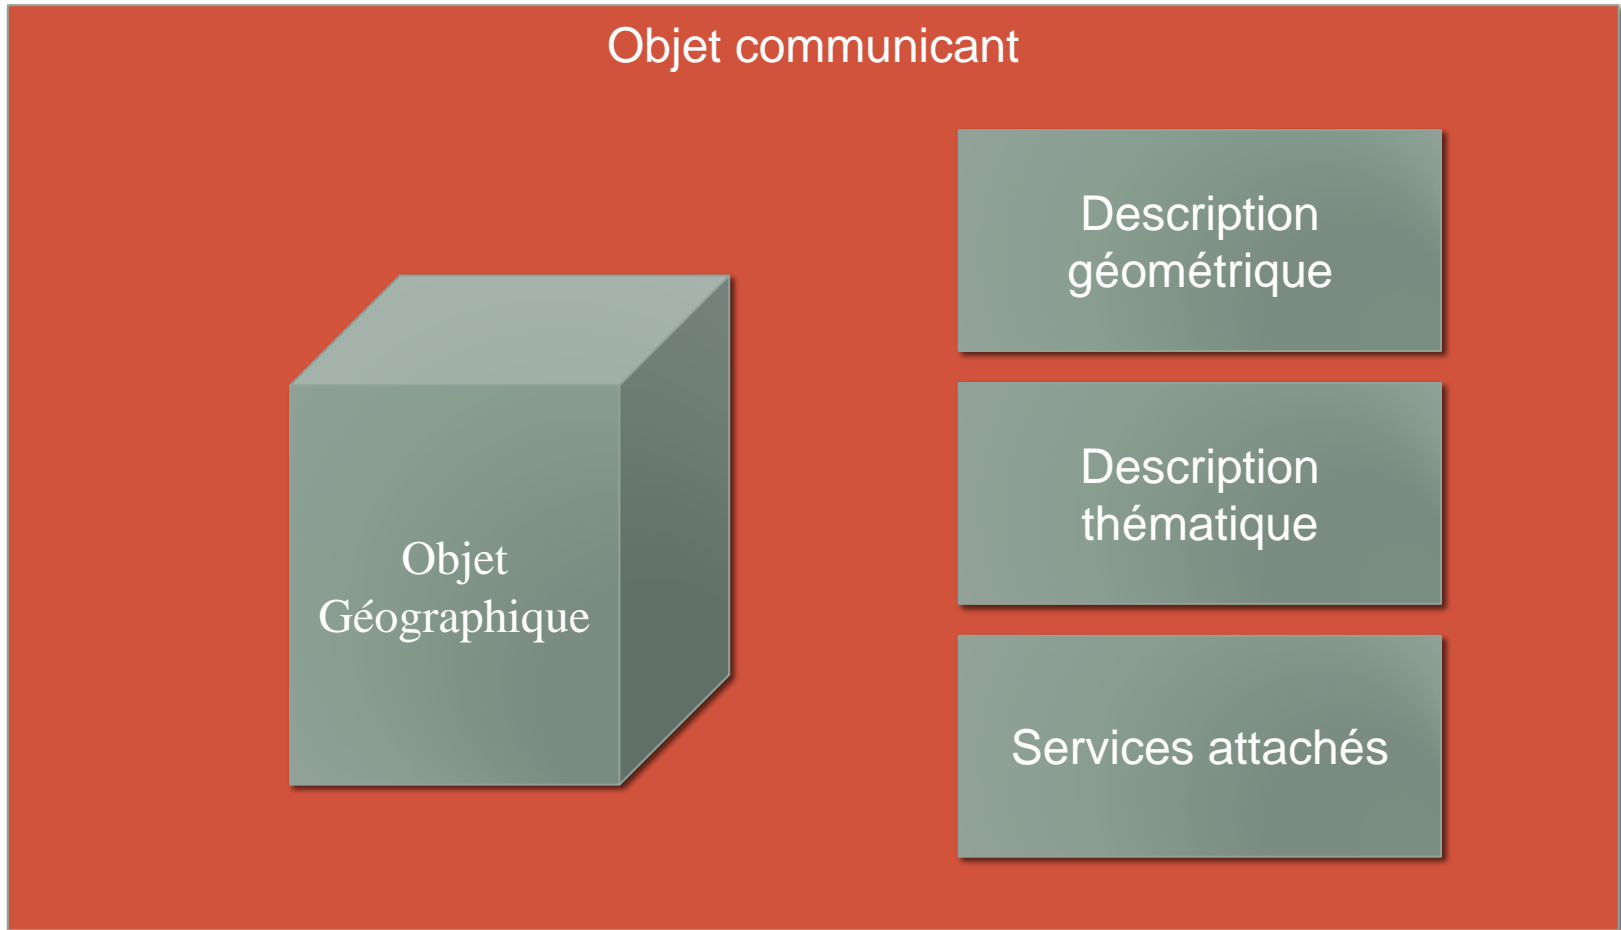 Objet communicant
Objet
Géographique
Description
géométrique
Description
thématique
Services attachés